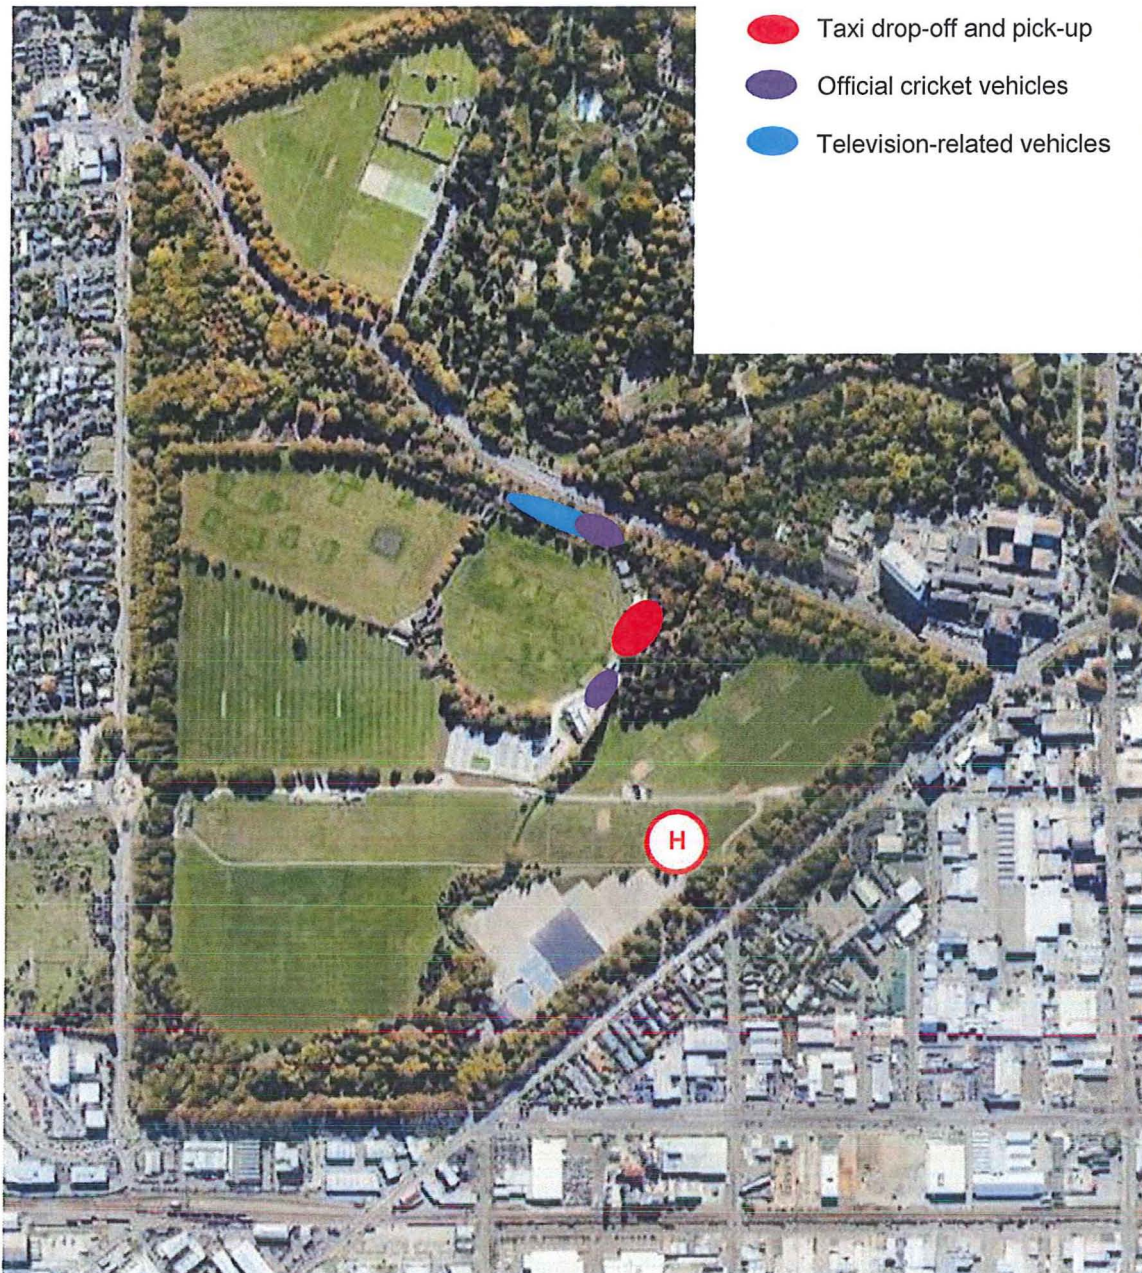 Taxi drop-off and pick-up
Official cricket vehicles
Television-related vehicles
H